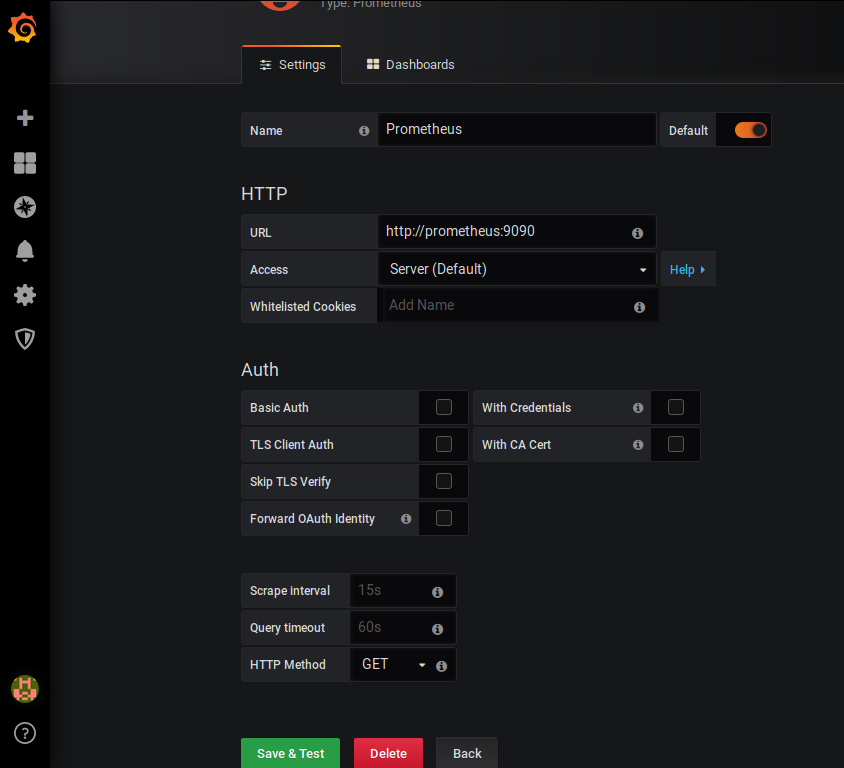 Type: Prometheus
Settings
Dashboards
Name
Prometheus
Default
HTTP
URL
http://prometheus:9090
Access
Server (Default)
Help
Whitelisted Cookies
Add Name
Auth
Basic Auth
With Credentials
TLS Client Auth
With CA Cert
Skip TLS Verify
Forward OAuth Identity
Scrape interval
15s
Query timeout
60s
HTTP Method
GET
Save & Test
Delete
Back